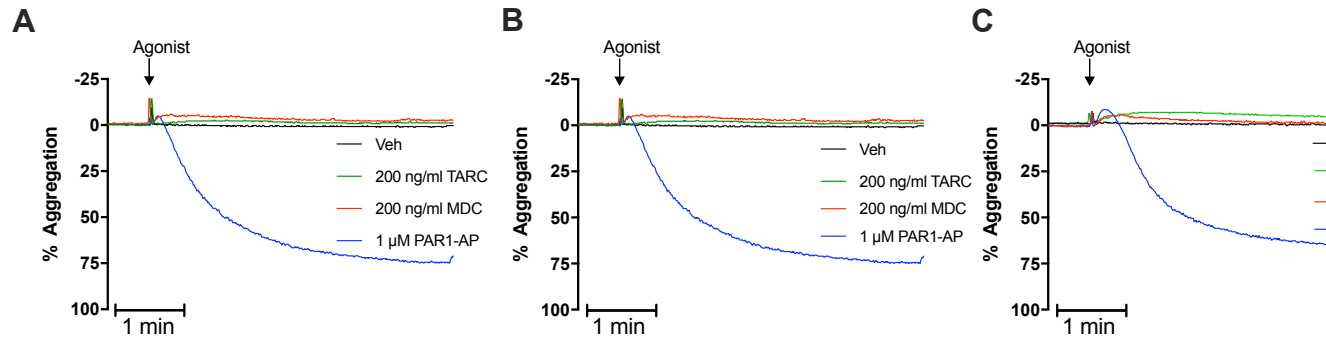 A
Agonist
-25
0
25
50
75
100
% Aggregation
Veh
200 ng/ml TARC
200 ng/ml MDC
1 µM PAR1-AP
1 min
B
Agonist
-25
0
25
50
75
100
% Aggregation
Veh
200 ng/ml TARC
200 ng/ml MDC
1 µM PAR1-AP
1 min
C
Agonist
-25
0
25
50
75
100
% Aggregation
1 min